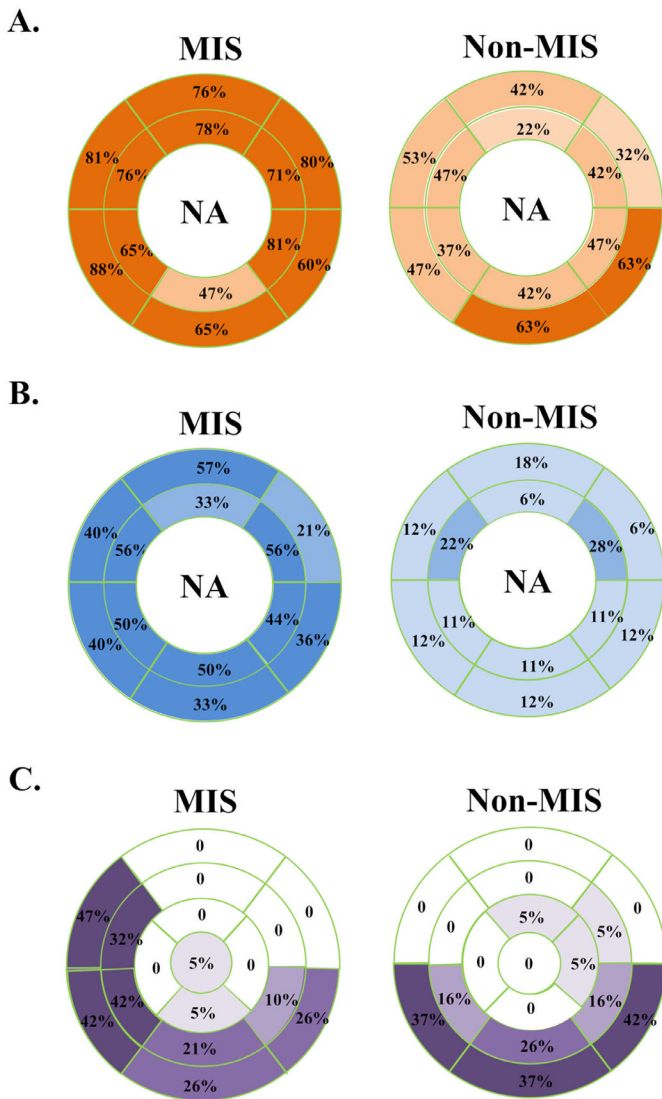 A.
MIS Non-MIS
76% 42%
78% 22%
81% 80% 53% 32%
76% 71% 47% 42%
NA NA
65% 81% 37% 47%
88% 60% 47% 63%
47% 42%
65% 63%
B.
MIS Non-MIS
57% 18%
33% 6%
40% 21% 12% 6%
56% 56% 22% 28%
NA NA
50% 44% 11% 11%
40% 36% 12% 12%
50% 11%
33% 12%
C.
MIS Non-MIS
0 0
0 0
0 5%
47% 0 0 0
32% 0 0 5%
0 5% 0 0 0 5%
42% 10% 16% 16%
42% 26% 37% 42%
5% 0
21% 26%
26% 37%